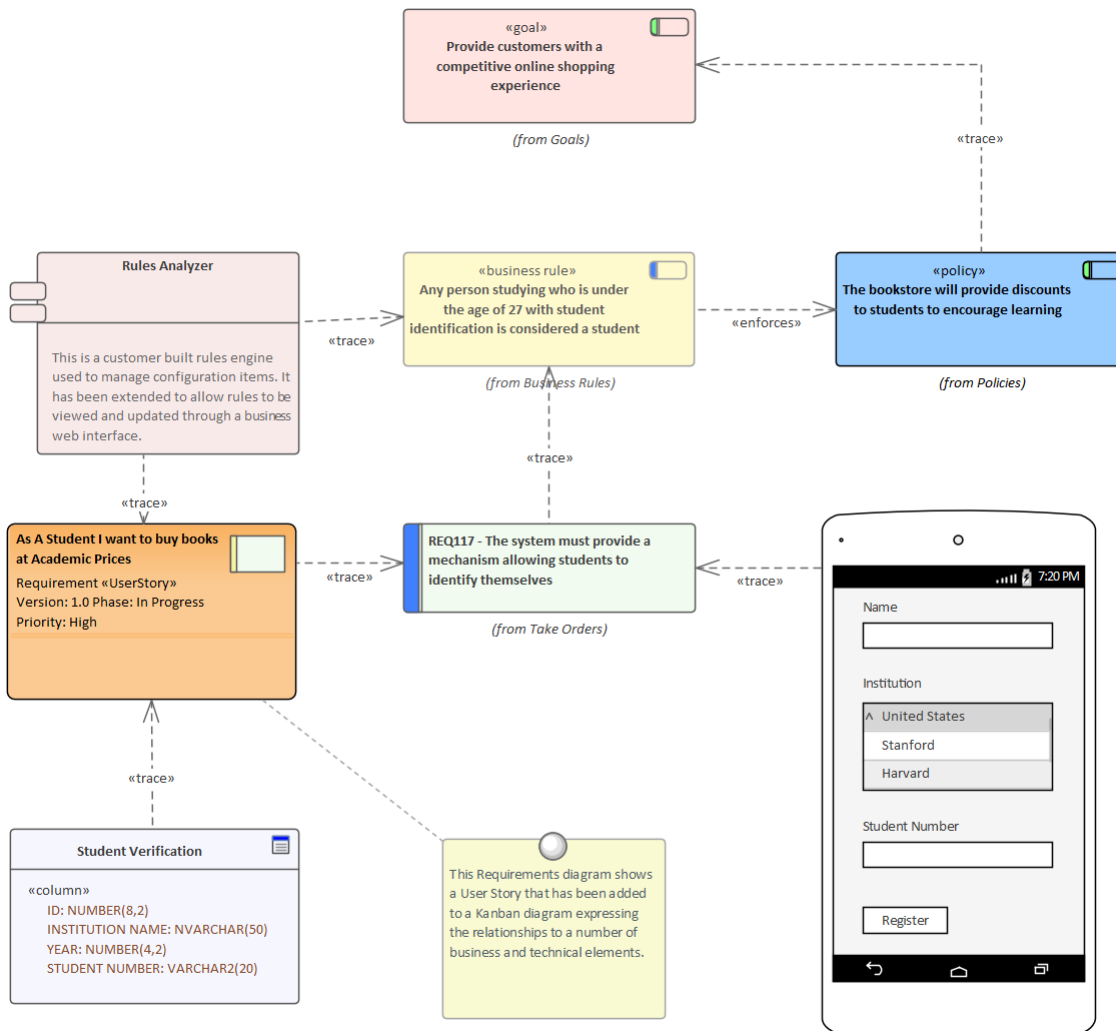 «goal»
Provide customers with a
competitive online shopping
experience
(from Goals)
«trace»
Rules Analyzer
This is a customer built rules engine
used to manage configuration items. It
has been extended to allow rules to be
viewed and updated through a business
web interface.
«trace»
«business rule»
Any person studying who is under
the age of 27 with student
identification is considered a student
(from Business Rules)
«enforces»
«policy»
The bookstore will provide discounts
to students to encourage learning
(from Policies)
«trace»
«trace»
As A Student I want to buy books
at Academic Prices
Requirement «UserStory»
Version: 1.0 Phase: In Progress
Priority: High
«trace»
REQ117 - The system must provide a
mechanism allowing students to
identify themselves
(from Take Orders)
«trace»
7:20 PM
Name
Institution
^ United States
Stanford
Harvard
Student Number
Register
«trace»
Student Verification
«column»
ID: NUMBER(8,2)
INSTITUTION NAME: NVARCHAR(50)
YEAR: NUMBER(4,2)
STUDENT NUMBER: VARCHAR2(20)
This Requirements diagram shows
a User Story that has been added
to a Kanban diagram expressing
the relationships to a number of
business and technical elements.